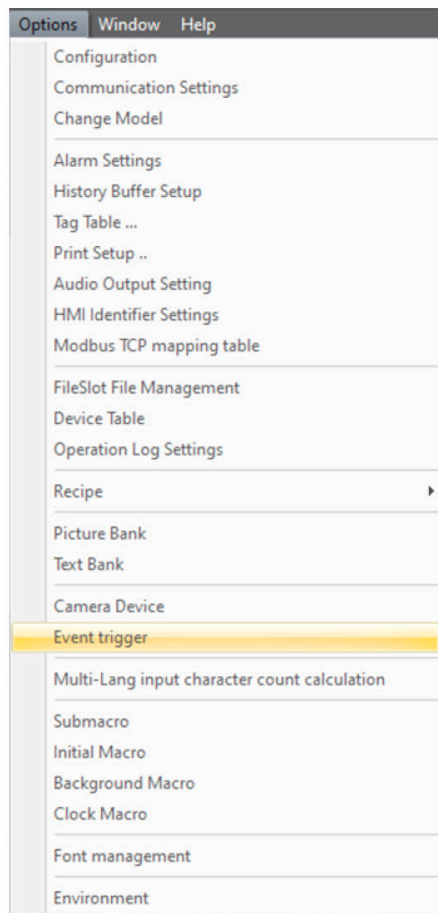 Options Window Help
Configuration
Communication Settings
Change Model
Alarm Settings
History Buffer Setup
Tag Table ...
Print Setup ..
Audio Output Setting
HMI Identifier Settings
Modbus TCP mapping table
FileSlot File Management
Device Table
Operation Log Settings
Recipe
Picture Bank
Text Bank
Camera Device
Event trigger
Multi-Lang input character count calculation
Submacro
Initial Macro
Background Macro
Clock Macro
Font management
Environment